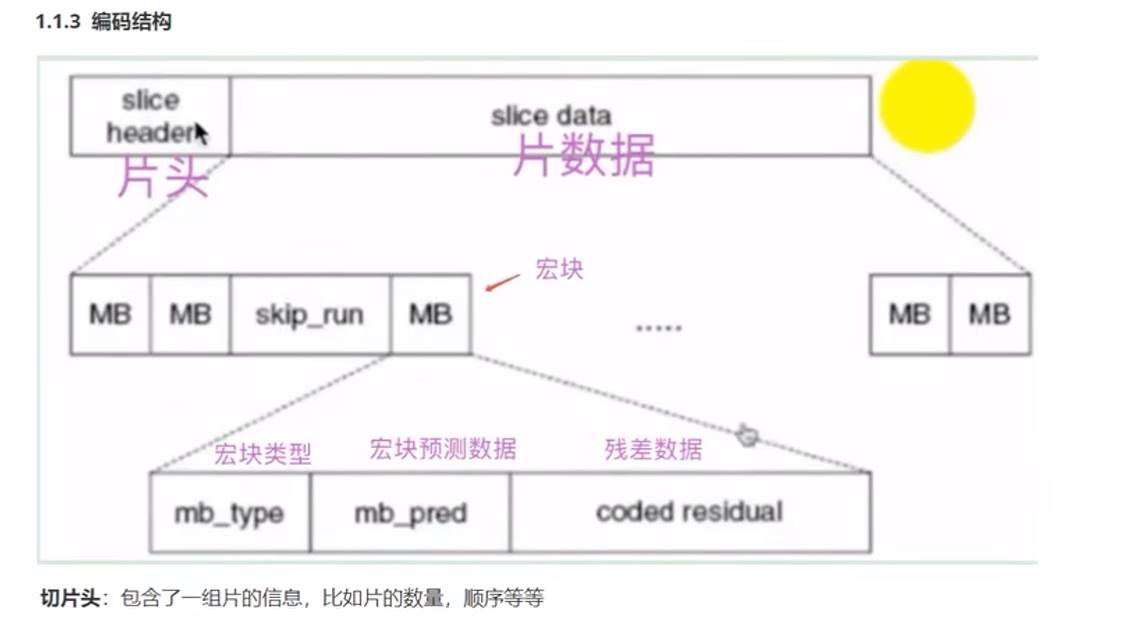 1.1.3 编码结构
slice
header
slice data
片头
片数据
宏块
MB
MB
skip_run
MB
.....
MB
MB
宏块类型
宏块预测数据
残差数据
mb_type
mb_pred
coded residual
切片头：包含了一组片的信息，比如片的数量，顺序等等